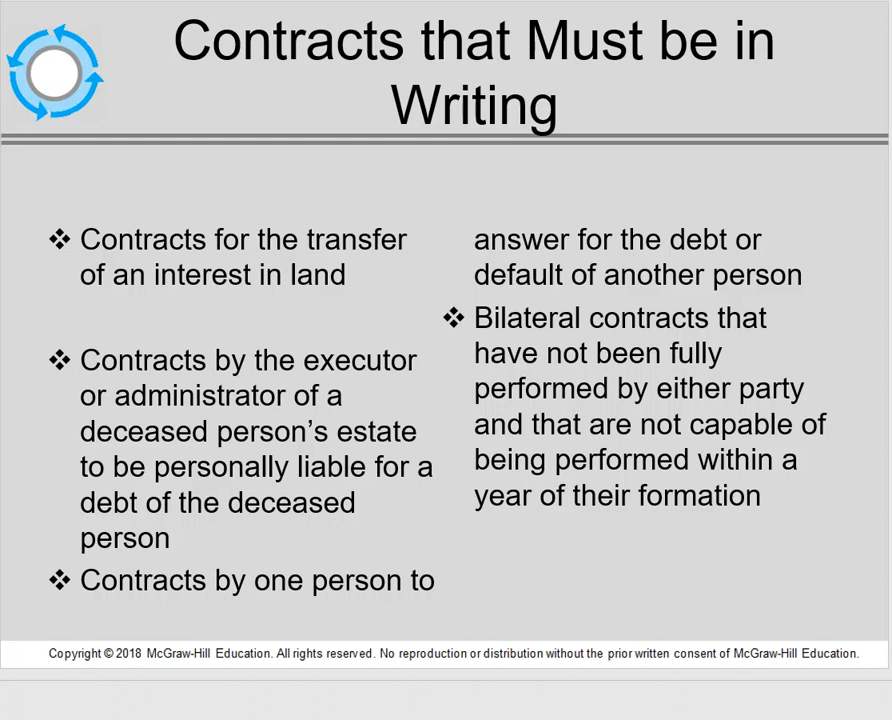 Contracts that Must be in
Writing
❖ Contracts for the transfer
of an interest in land
❖ Contracts by the executor
or administrator of a
deceased person’s estate
to be personally liable for a
debt of the deceased
person
❖ Contracts by one person to
answer for the debt or
default of another person
❖ Bilateral contracts that
have not been fully
performed by either party
and that are not capable of
being performed within a
year of their formation
Copyright © 2018 McGraw-Hill Education. All rights reserved. No reproduction or distribution without the prior written consent of McGraw-Hill Education.